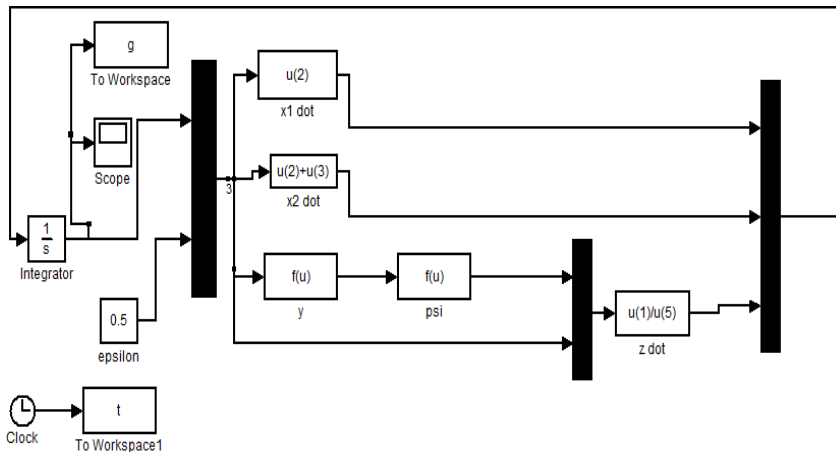 g
To Workspace
Scope
1
s
Integrator
0.5
epsilon
Clock
t
To Workspace1
3
u(2)
x1 dot
u(2)+u(3)
x2 dot
f(u)
y
f(u)
psi
u(1)/u(5)
z dot